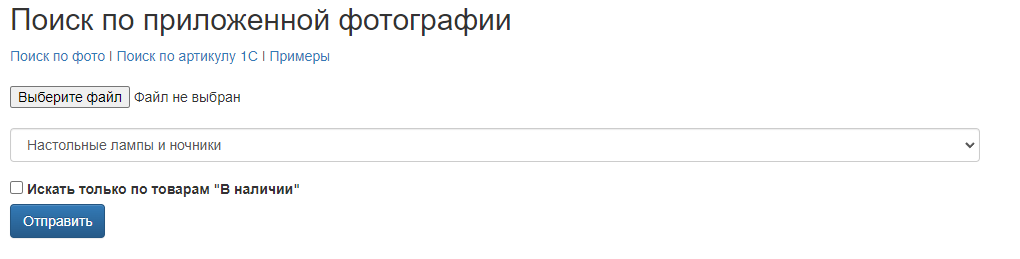 Поиск по приложенной фотографии
Поиск по фото | Поиск по артикулу 1С | Примеры
Выберите файл Файл не выбран
Настольные лампы и ночники
Искать только по товарам "В наличии"
Отправить